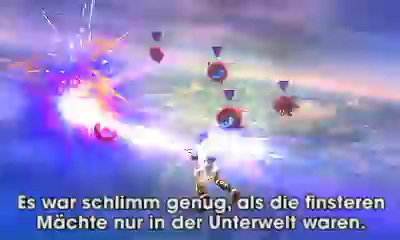 Es war schlimm genug, als die finsteren
Mächte nur in der Unterwelt waren.